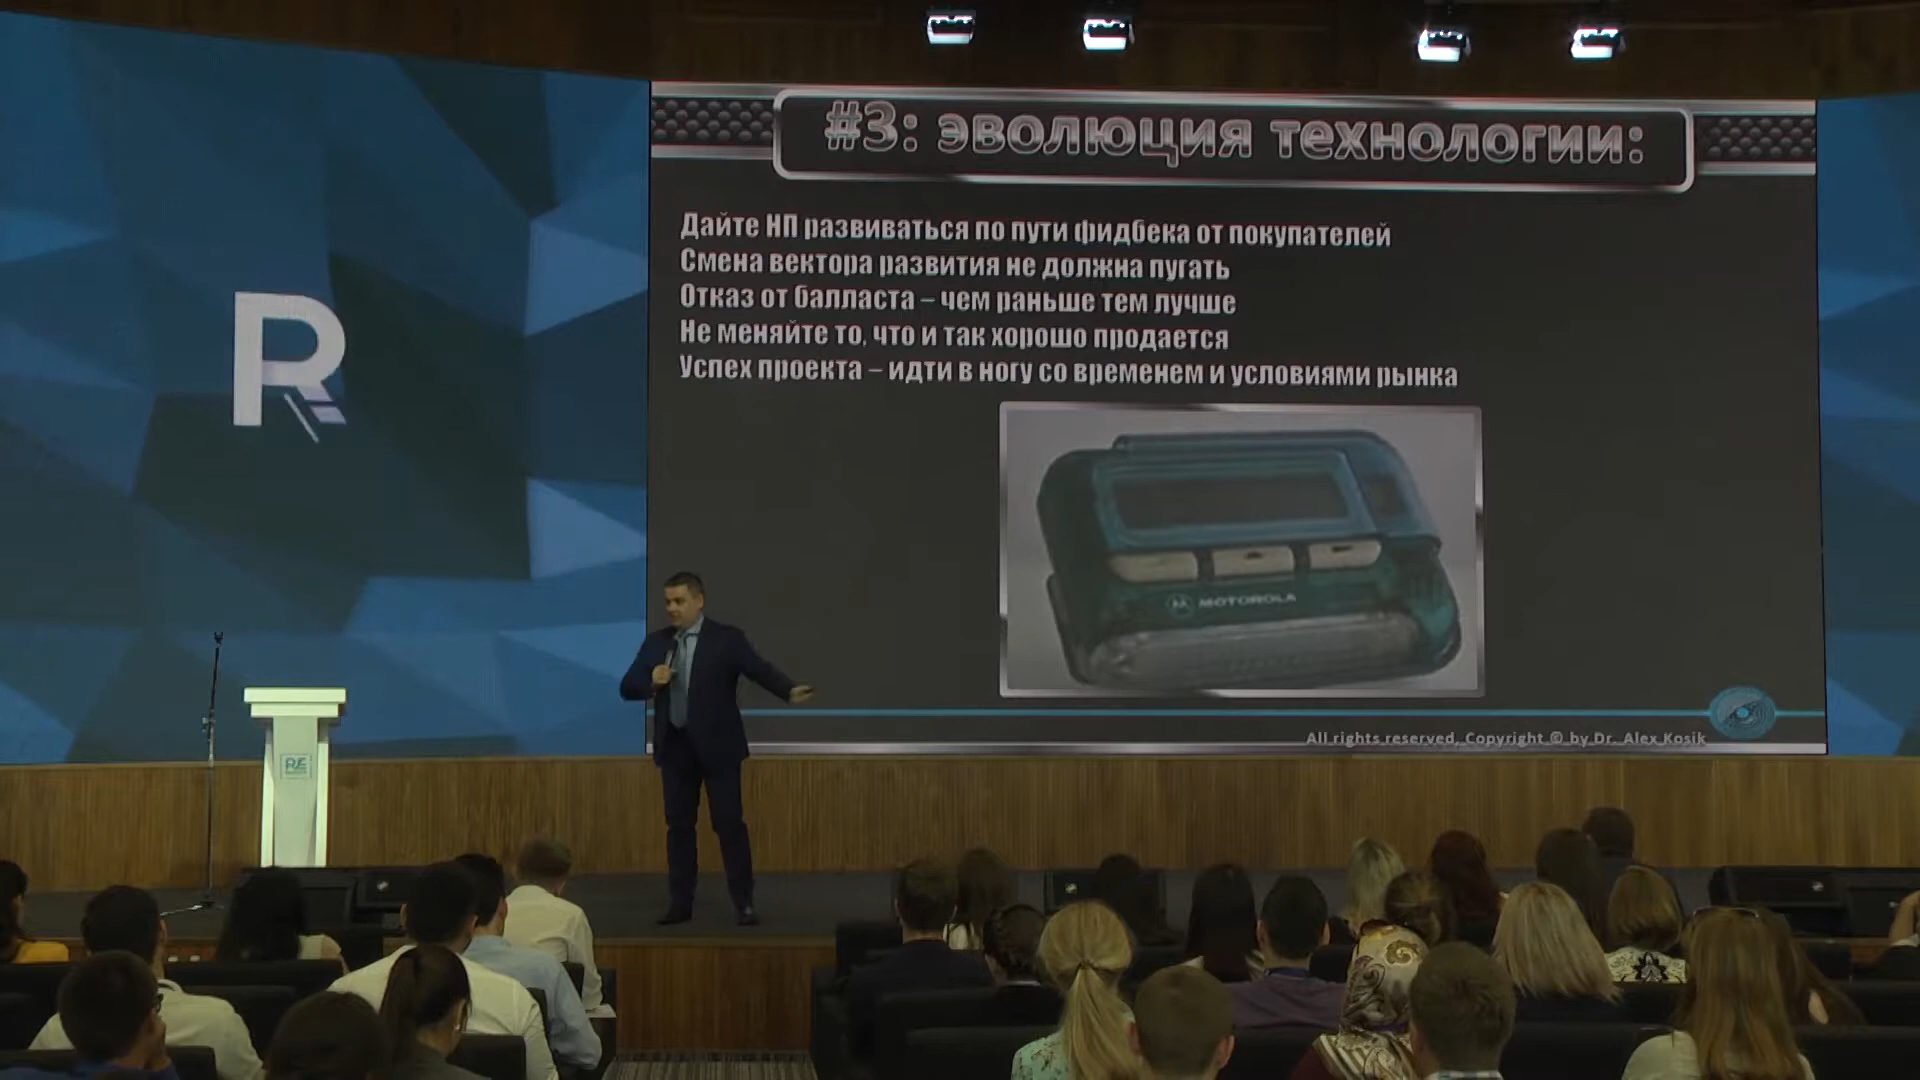 #3: эволюция технологии:
Дайте НП развиваться по пути фидбека от покупателей
Смена вектора развития не должна пугать
Отказ от балласта – чем раньше тем лучше
Не меняйте то, что и так хорошо продается
Успех проекта – идти в ногу со временем и условиями рынка
MOTOROLA
All rights reserved, Copyright © by Dr. Alex Kosik
R
RE